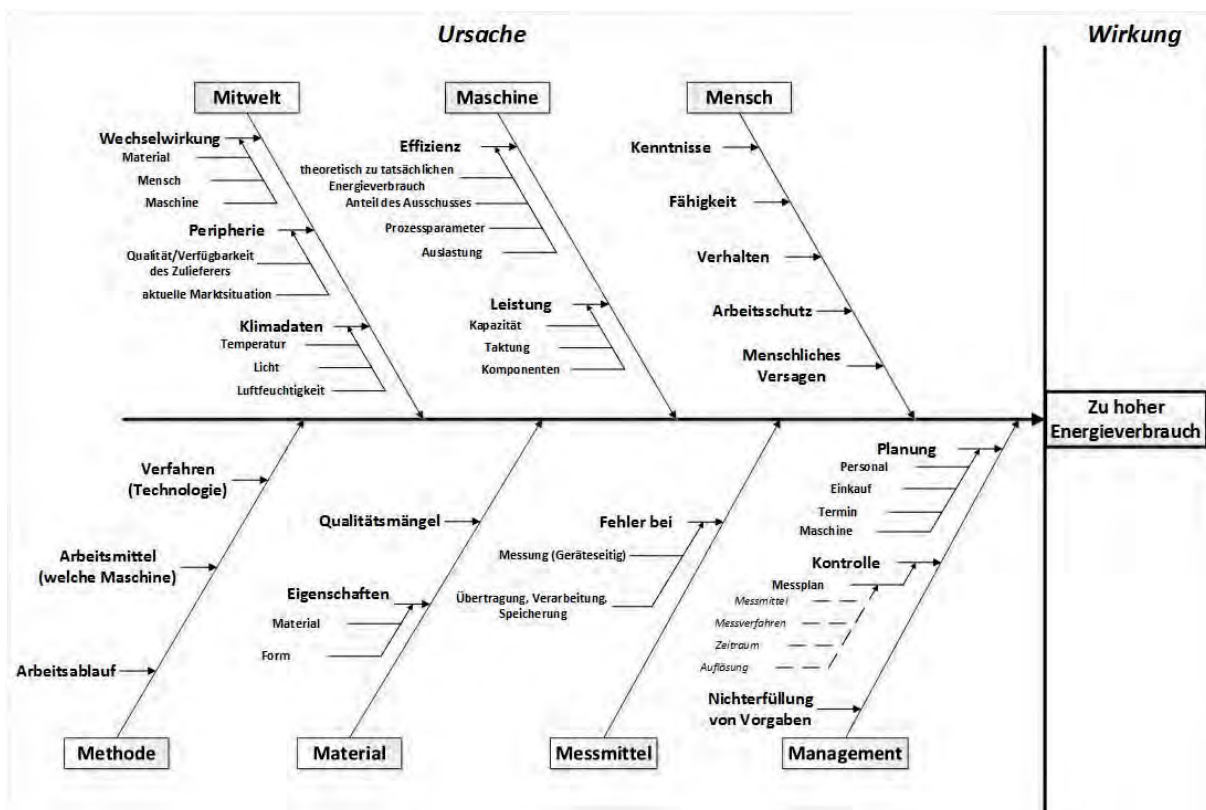 Ursache
Wirkung
Mitwelt
Wechselwirkung
Material
Mensch
Maschine
Peripherie
Qualität/Verfügbarkeit
des Zulieferers
aktuelle Marktsituation
Klimadaten
Temperatur
Licht
Luftfeuchtigkeit
Maschine
Effizienz
theoretisch zu tatsächlichen
Energieverbrauch
Anteil des Ausschusses
Prozessparameter
Auslastung
Leistung
Kapazität
Taktung
Komponenten
Mensch
Kenntnisse
Fähigkeit
Verhalten
Arbeitsschutz
Menschliches
Versagen
Zu hoher
Energieverbrauch
Verfahren
(Technologie)
Arbeitsmittel
(welche Maschine)
Arbeitsablauf
Methode
Qualitätsmängel
Eigenschaften
Material
Form
Material
Fehler bei
Messung (Geräteseitig)
Übertragung, Verarbeitung,
Speicherung
Messmittel
Planung
Personal
Einkauf
Termin
Maschine
Kontrolle
Messplan
Messmittel
Messverfahren
Zeitraum
Auflösung
Nichterfüllung
von Vorgaben
Management